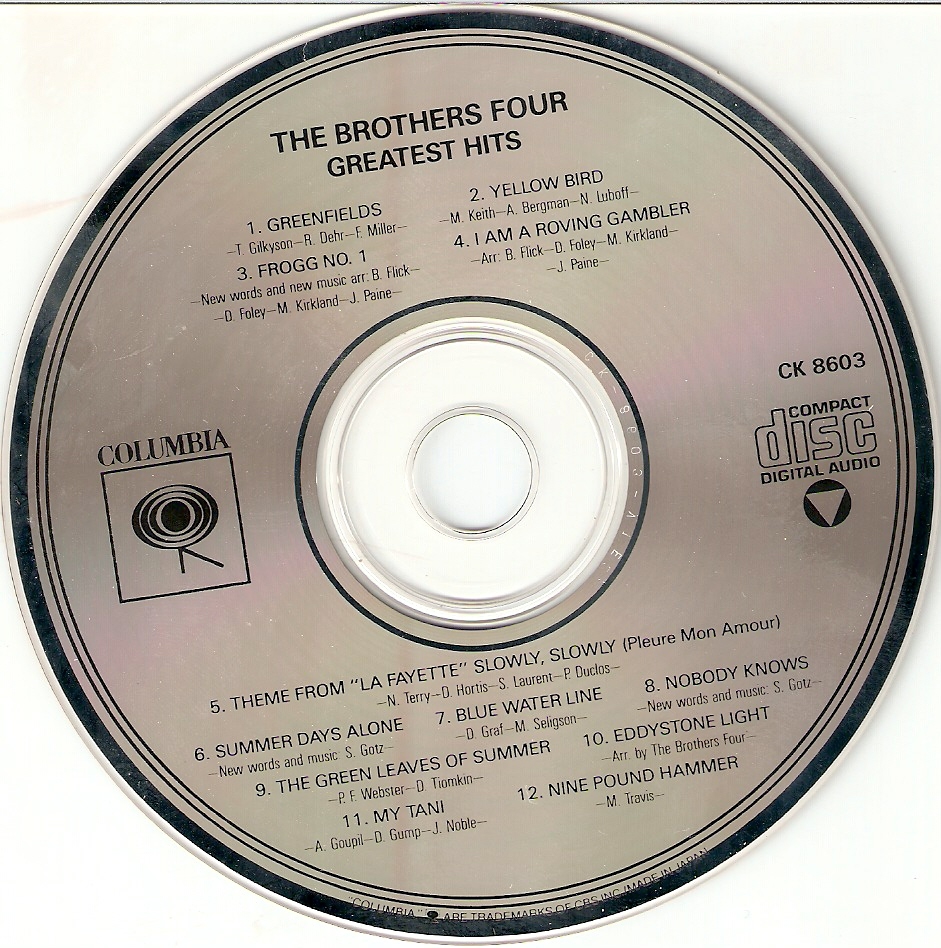 THE BROTHERS FOUR
GREATEST HITS
1. GREENFIELDS
—T. Gilkyson—R. Dehr—F. Miller—
2. YELLOW BIRD
—M. Keith—A. Bergman—N. Luboff—
3. FROGG NO. 1
—New words and new music arr: B. Flick—
—D. Foley—M. Kirkland—J. Paine—
4. I AM A ROVING GAMBLER
—Arr: B. Flick—D. Foley—M. Kirkland—
—J. Paine—
CK 8603
COMPACT
disc
DIGITAL AUDIO
COLUMBIA
5. THEME FROM “LA FAYETTE” SLOWLY, SLOWLY (Pleure Mon Amour)
—N. Terry—D. Hortis—S. Laurent—P. Duclos—
6. SUMMER DAYS ALONE
—New words and music: S. Gotz—
7. BLUE WATER LINE
—D. Graf—M. Seligson—
8. NOBODY KNOWS
—New words and music: S. Gotz—
9. THE GREEN LEAVES OF SUMMER
—P. F. Webster—D. Tiomkin—
10. EDDYSTONE LIGHT
—Arr. by The Brothers Four—
11. MY TANI
—A. Goupil—D. Gump—J. Noble—
12. NINE POUND HAMMER
—M. Travis—
"COLUMBIA," ARE TRADEMARKS OF CBS INC./MADE IN JAPAN